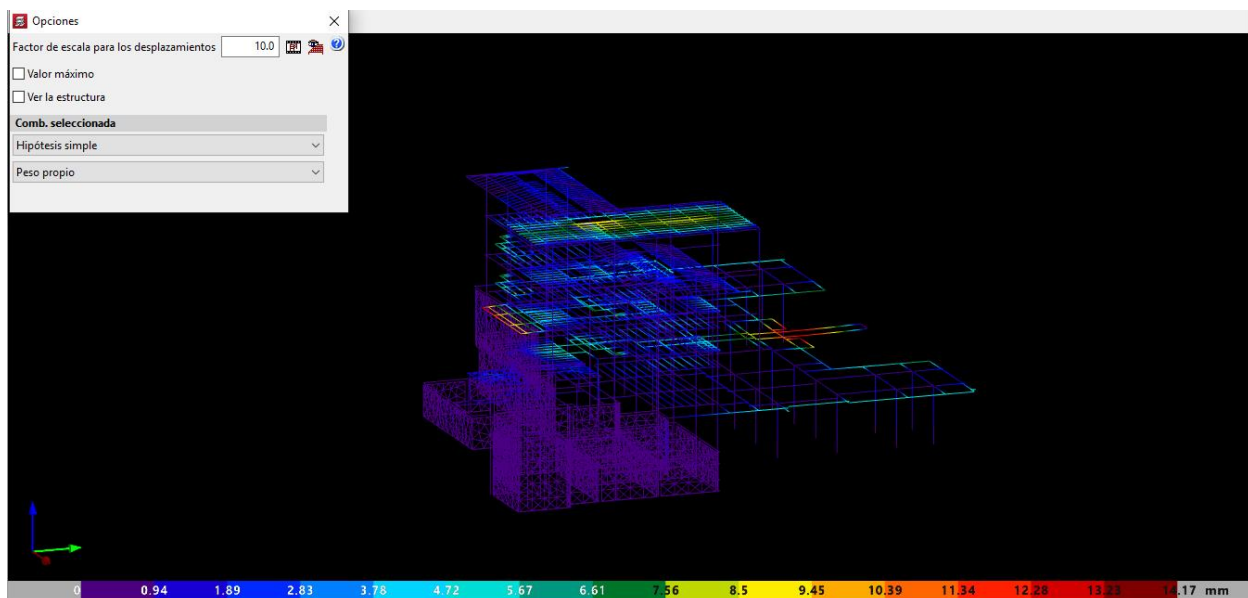 Opciones
Factor de escala para los desplazamientos 10.0
Valor máximo
Ver la estructura
Comb. seleccionada
Hipótesis simple
Peso propio
0 0.94 1.89 2.83 3.78 4.72 5.67 6.61 7.56 8.5 9.45 10.39 11.34 12.28 13.23 14.17 mm